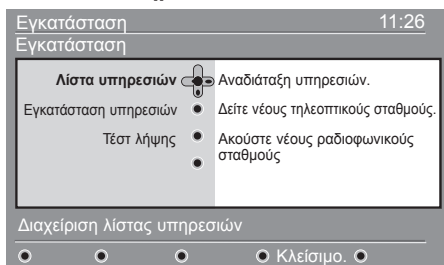 Εγκατάσταση 11:26
Εγκατάσταση
Λίστα υπηρεσιών
Εγκατάσταση υπηρεσιών
Τέστ λήψης
Αναδιάταξη υπηρεσιών.
Δείτε νέους τηλεοπτικούς σταθμούς.
Ακούστε νέους ραδιοφωνικούς
σταθμούς
Διαχείριση λίστας υπηρεσιών
Κλείσιμο.